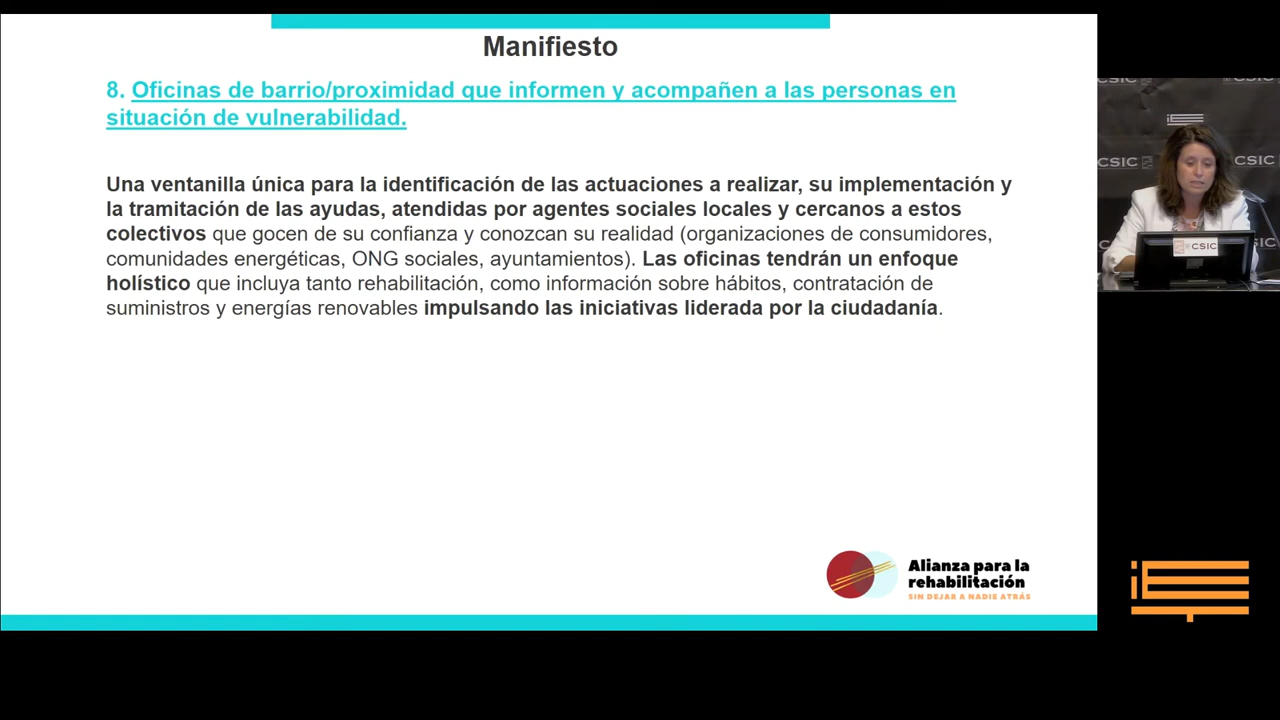 Manifiesto
8. Oficinas de barrio/proximidad que informen y acompañen a las personas en
situación de vulnerabilidad.
Una ventanilla única para la identificación de las actuaciones a realizar, su implementación y
la tramitación de las ayudas, atendidas por agentes sociales locales y cercanos a estos
colectivos que gocen de su confianza y conozcan su realidad (organizaciones de consumidores,
comunidades energéticas, ONG sociales, ayuntamientos). Las oficinas tendrán un enfoque
holístico que incluya tanto rehabilitación, como información sobre hábitos, contratación de
suministros y energías renovables impulsando las iniciativas liderada por la ciudadanía.
Alianza para la
rehabilitación
SIN DEJAR A NADIE ATRÁS
CSIC
CSIC
CSIC
CSIC
CSIC